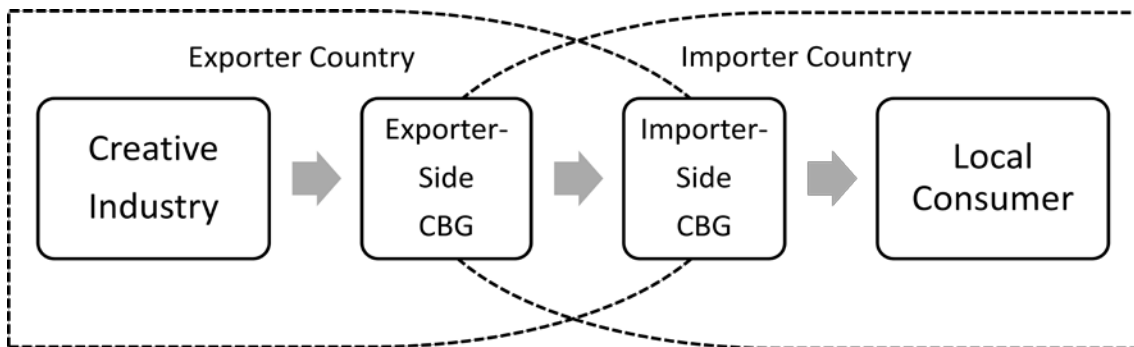 Exporter Country
Importer Country
Creative
Industry
Exporter-
Side
CBG
Importer-
Side
CBG
Local
Consumer